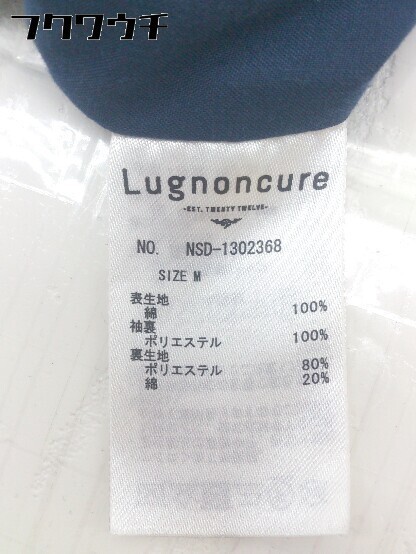 フクウウチ
Lugnoncure
-EST. TWENTY TWELVE-
NO. NSD-1302368
SIZE M
表生地
綿 100%
袖裏
ポリエステル 100%
裏生地
ポリエステル 80%
綿 20%